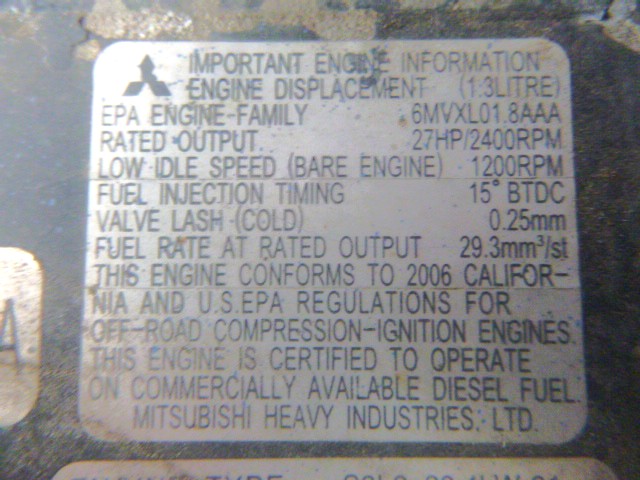 IMPORTANT ENGINE INFORMATION
ENGINE DISPLACEMENT (1.3LITRE)
EPA ENGINE-FAMILY 6MVXL01.8AAA
RATED OUTPUT 27HP/2400RPM
LOW IDLE SPEED (BARE ENGINE) 1200RPM
FUEL INJECTION TIMING 15° BTDC
VALVE LASH (COLD) 0.25mm
FUEL RATE AT RATED OUTPUT 29.3mm³/st
THIS ENGINE CONFORMS TO 2006 CALIFOR-
NIA AND U.S.EPA REGULATIONS FOR
OFF-ROAD COMPRESSION-IGNITION ENGINES.
THIS ENGINE IS CERTIFIED TO OPERATE
ON COMMERCIALLY AVAILABLE DIESEL FUEL.
MITSUBISHI HEAVY INDUSTRIES, LTD.
A